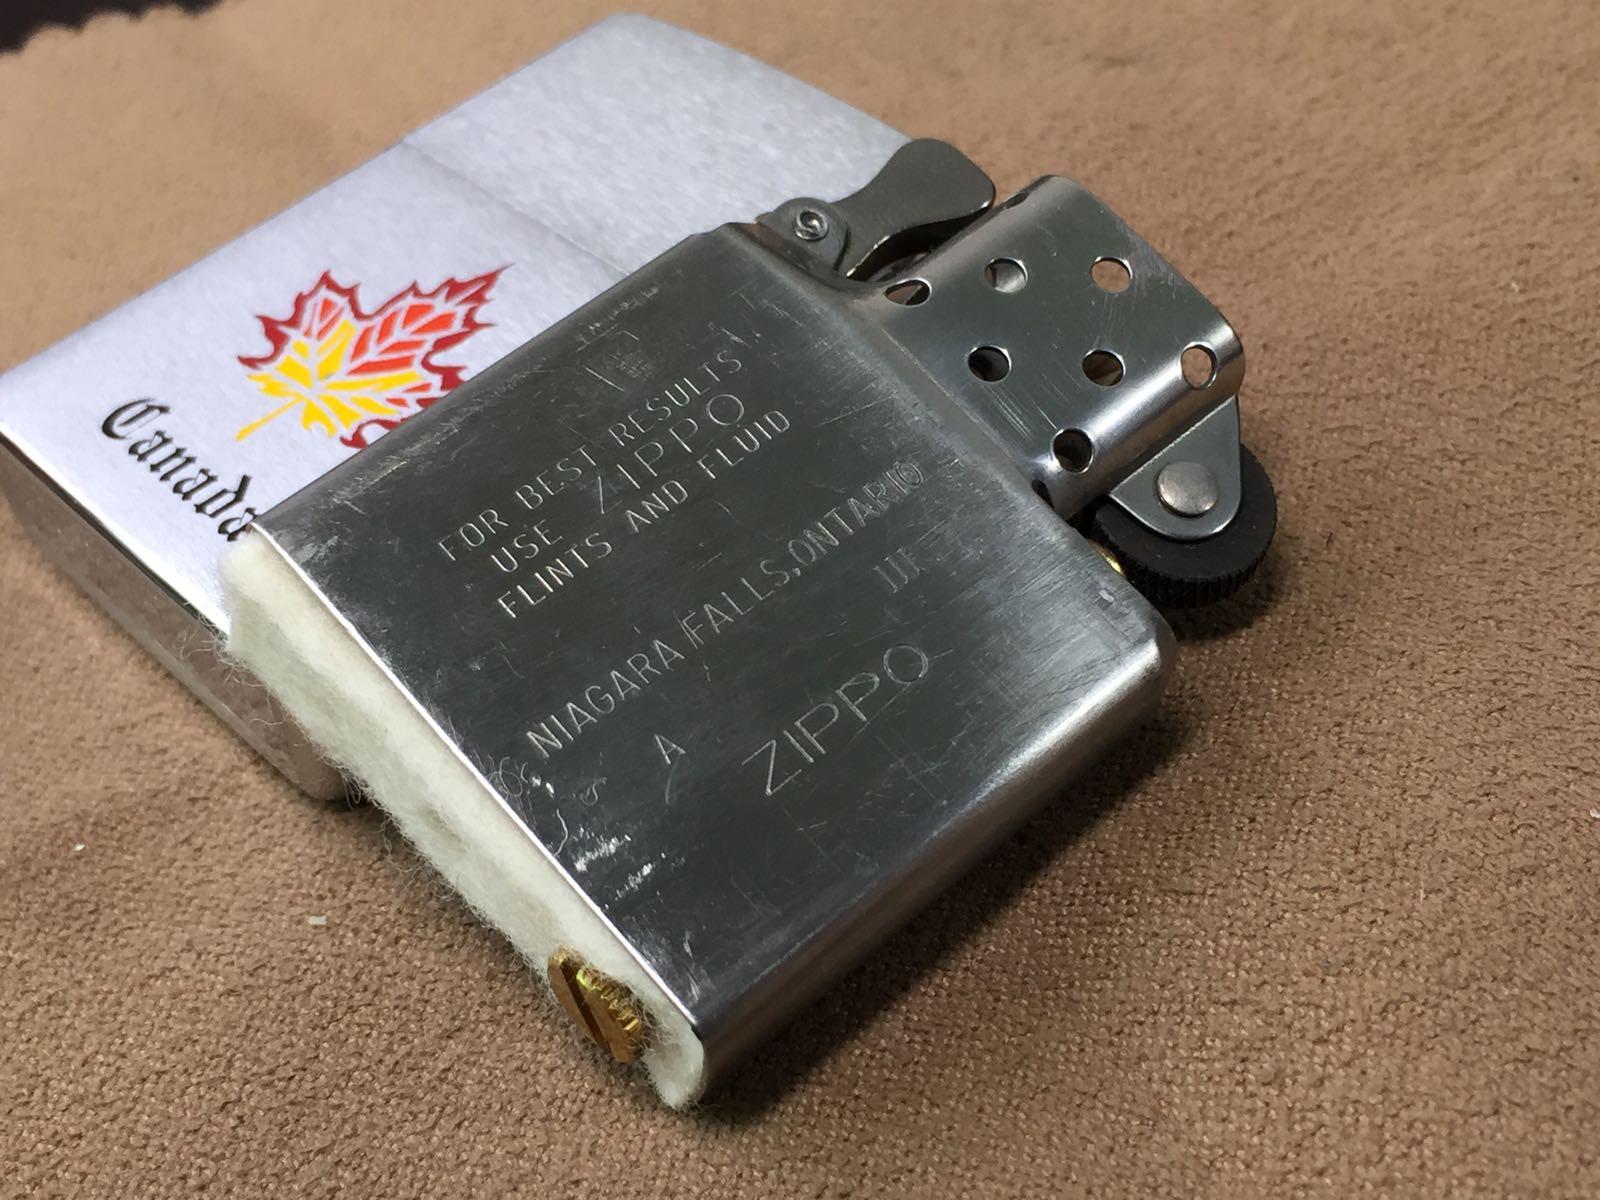 Canada
FOR BEST RESULTS
USE ZIPPO
FLINTS AND FLUID
NIAGARA FALLS, ONTARIO
A III
ZIPPO